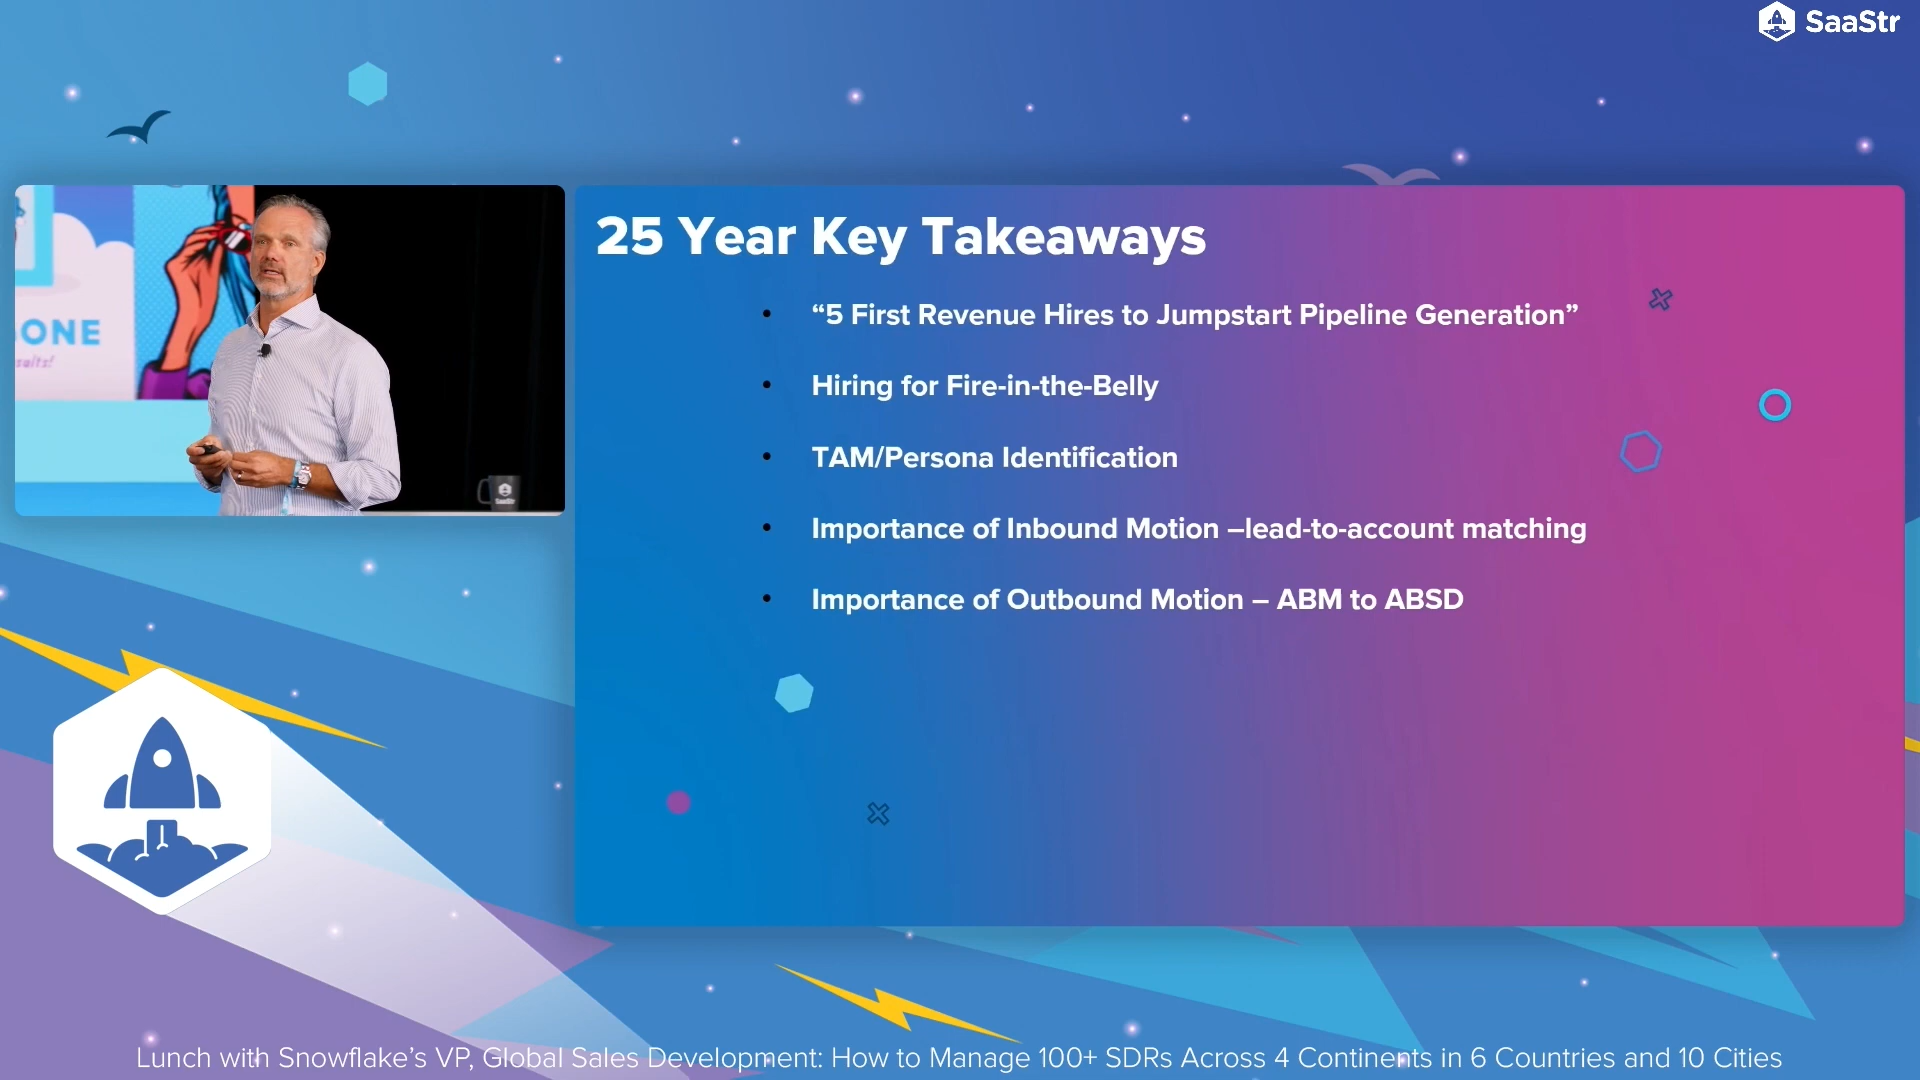 SaaStr
25 Year Key Takeaways
• “5 First Revenue Hires to Jumpstart Pipeline Generation”
• Hiring for Fire-in-the-Belly
• TAM/Persona Identification
• Importance of Inbound Motion –lead-to-account matching
• Importance of Outbound Motion – ABM to ABSD
SaaStr
Lunch with Snowflake’s VP, Global Sales Development: How to Manage 100+ SDRs Across 4 Continents in 6 Countries and 10 Cities